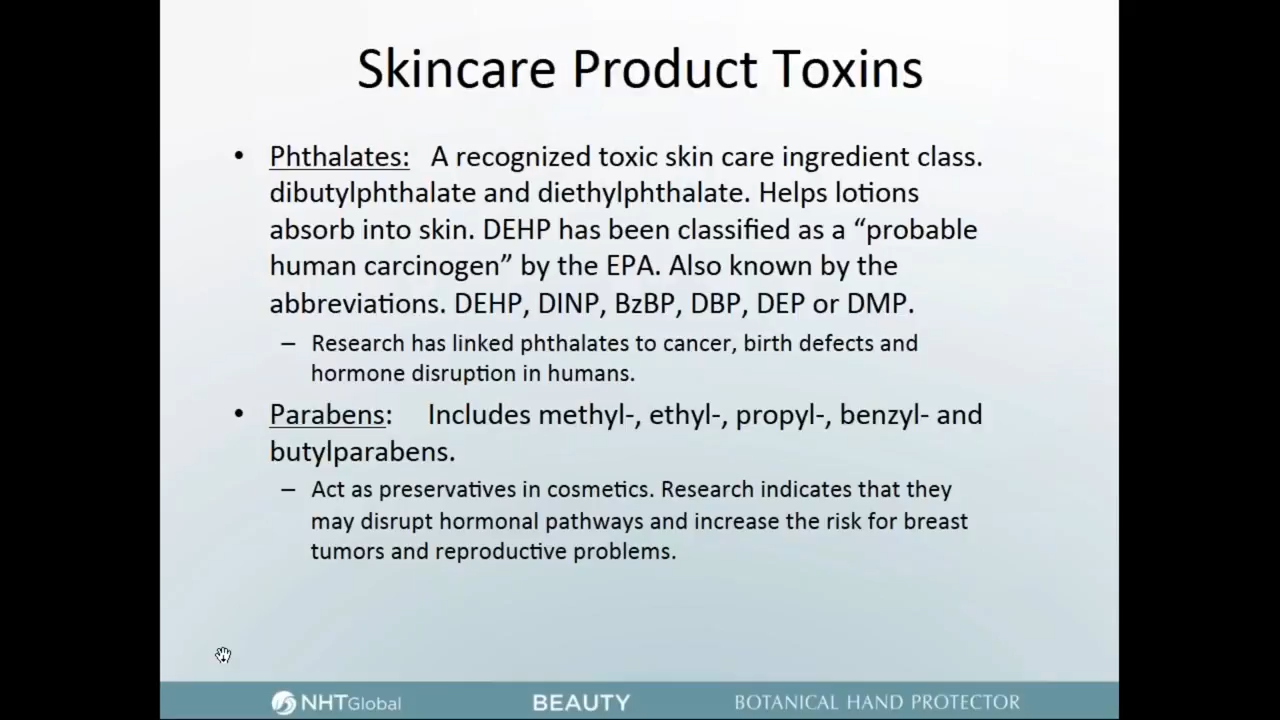 Skincare Product Toxins
• Phthalates: A recognized toxic skin care ingredient class.
dibutylphthalate and diethylphthalate. Helps lotions
absorb into skin. DEHP has been classified as a “probable
human carcinogen” by the EPA. Also known by the
abbreviations. DEHP, DINP, BzBP, DBP, DEP or DMP.
– Research has linked phthalates to cancer, birth defects and
hormone disruption in humans.
• Parabens: Includes methyl-, ethyl-, propyl-, benzyl- and
butylparabens.
– Act as preservatives in cosmetics. Research indicates that they
may disrupt hormonal pathways and increase the risk for breast
tumors and reproductive problems.
NHTGlobal BEAUTY BOTANICAL HAND PROTECTOR